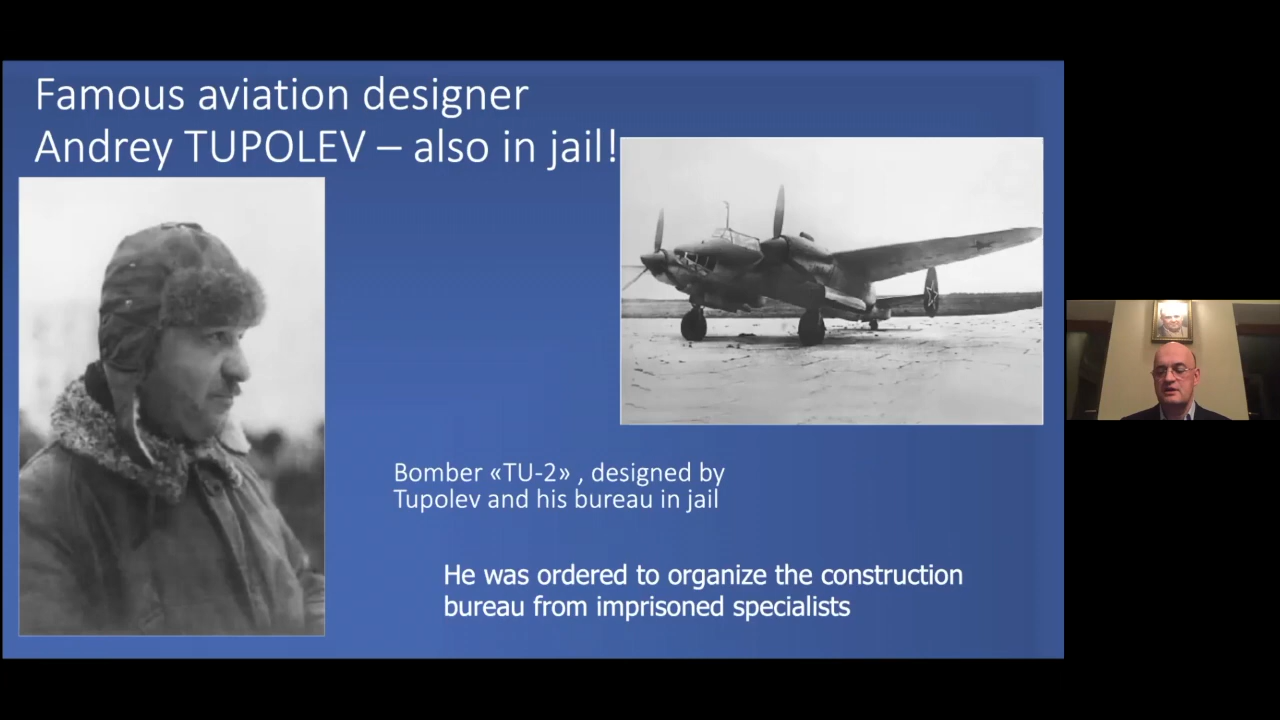 Famous aviation designer
Andrey TUPOLEV – also in jail!
Bomber «TU-2» , designed by
Tupolev and his bureau in jail
He was ordered to organize the construction
bureau from imprisoned specialists